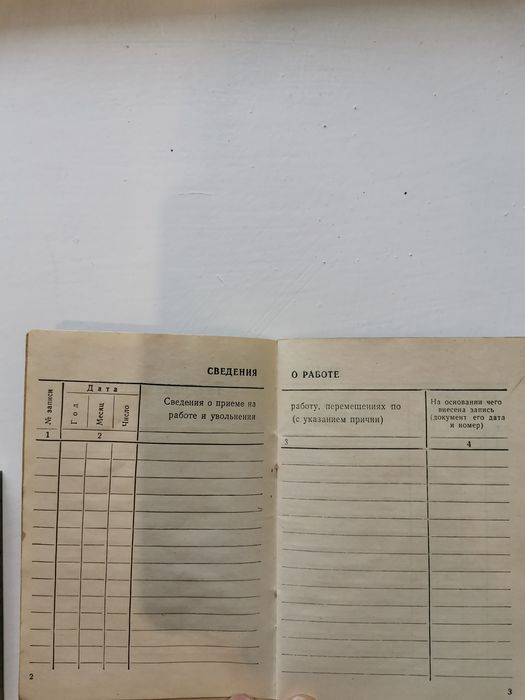 СВЕДЕНИЯ О РАБОТЕ
№ записи
Дата
Год
Месяц
Число
Сведения о приеме на работу, перемещениях по
работе и увольнении (с указанием причин)
На основании чего
внесена запись
(документ его дата
и номер)
1
2
3
4
2
3